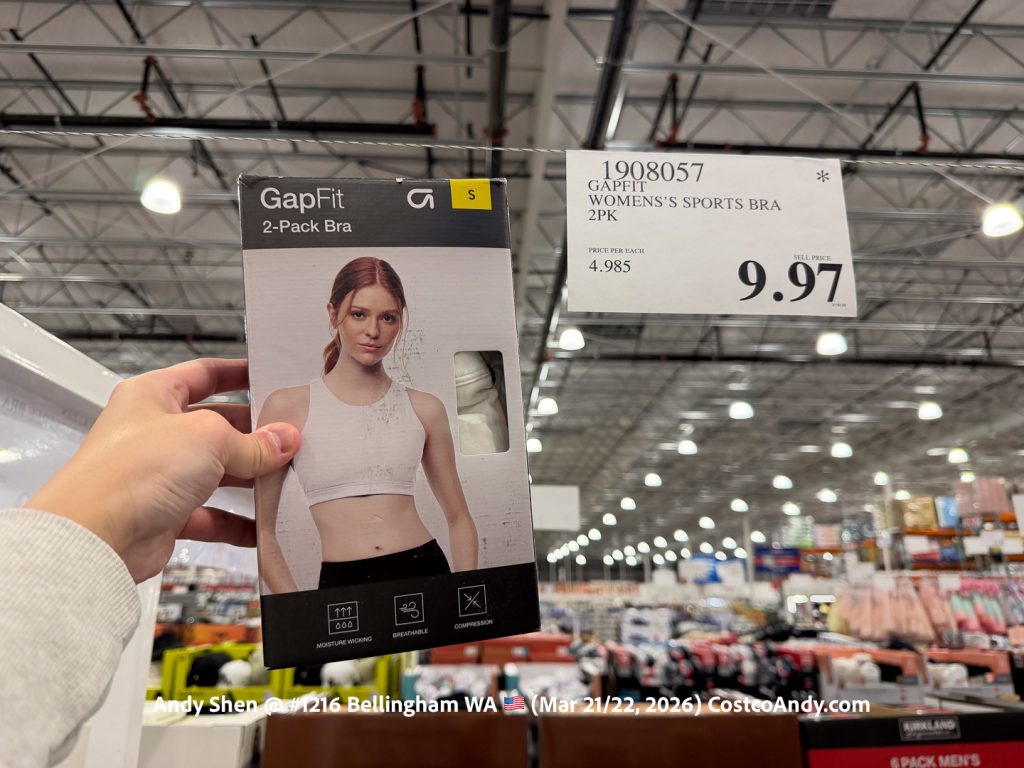 GapFit
2-Pack Bra
S
MOISTURE WICKING
BREATHABLE
COMPRESSION
1908057
*
GAPFIT
WOMENS'S SPORTS BRA
2PK
PRICE PER EACH
4.985
SELL PRICE
9.97
KIRKLAND
6 PACK MEN'S
Andy Shen @ #1216 Bellingham WA 🇺🇸 (Mar 21/22, 2026) CostcoAndy.com